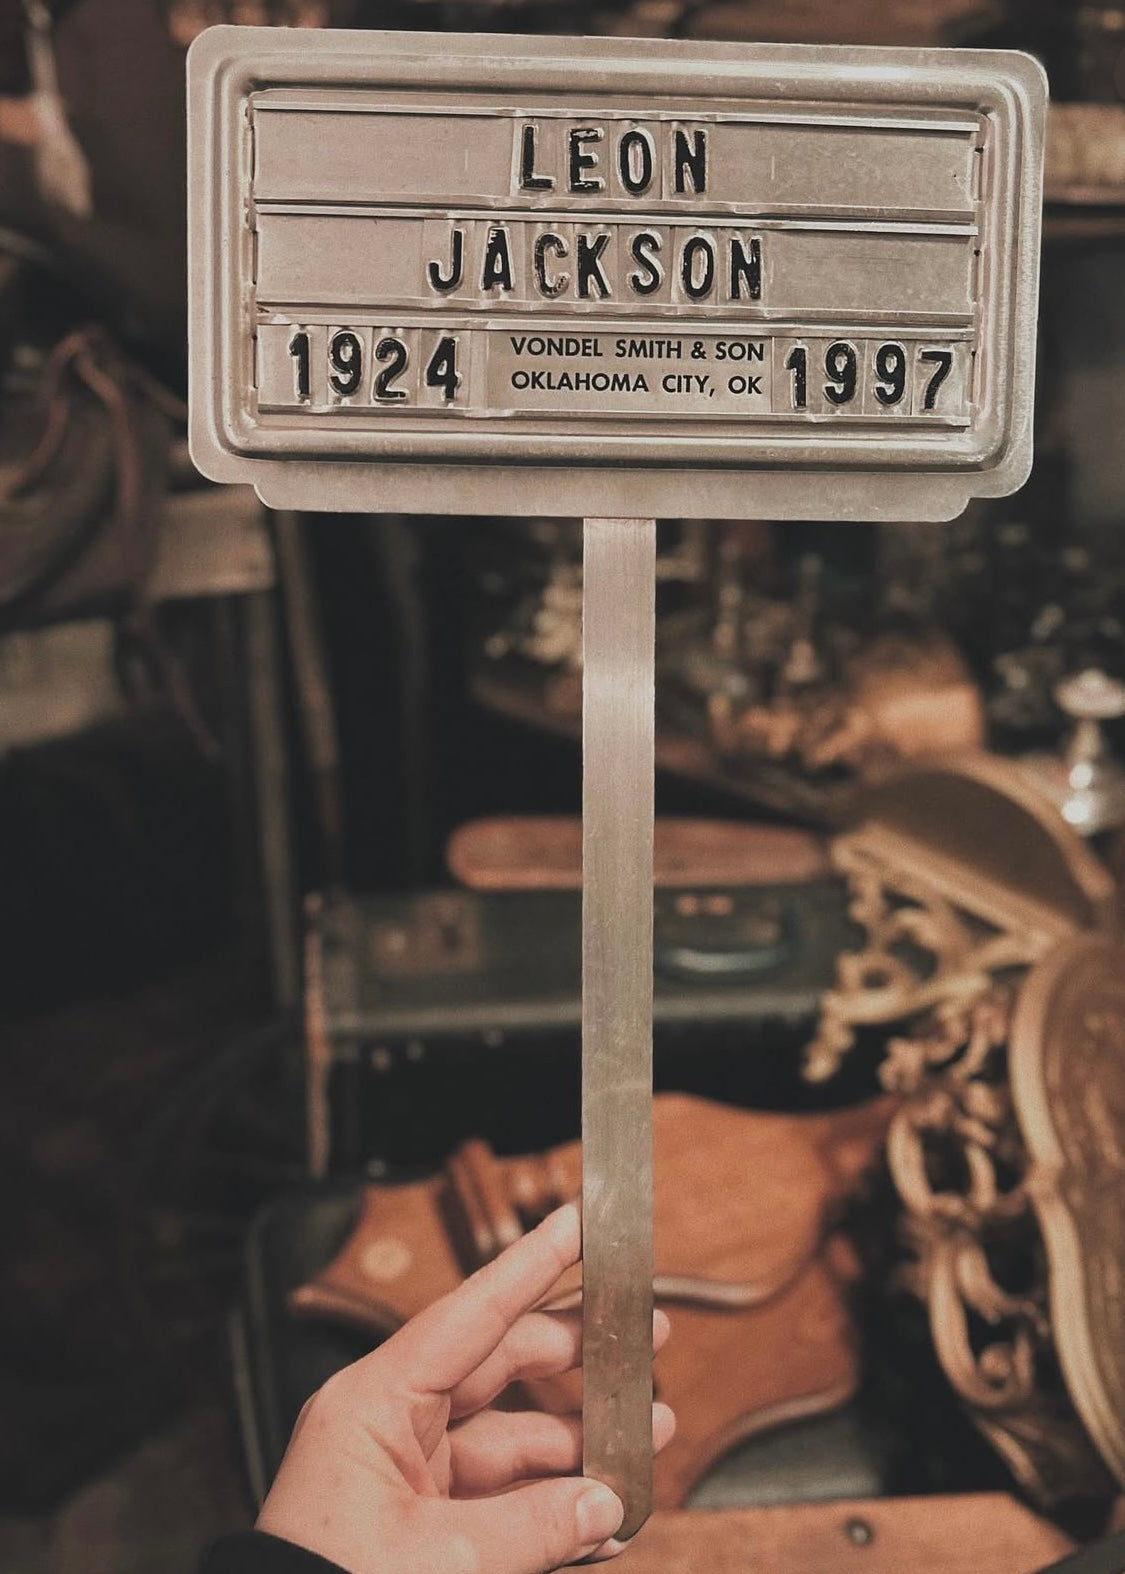 LEON
JACKSON
1924 VONDEL SMITH & SON 1997
OKLAHOMA CITY, OK